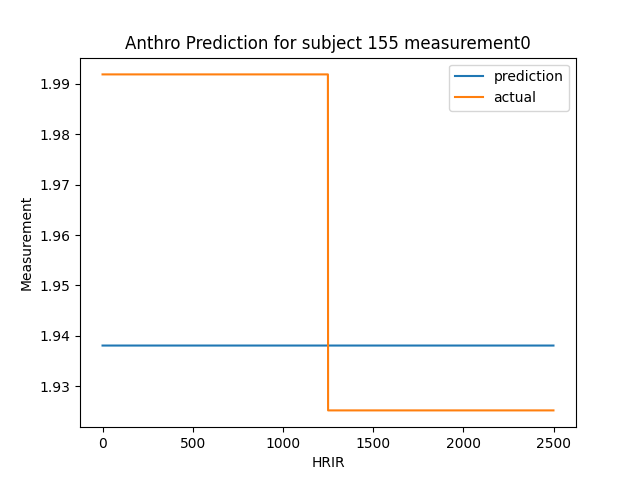 Anthro Prediction for subject 155 measurement0
prediction
actual
Measurement
1.99
1.98
1.97
1.96
1.95
1.94
1.93
0 500 1000 1500 2000 2500
HRIR